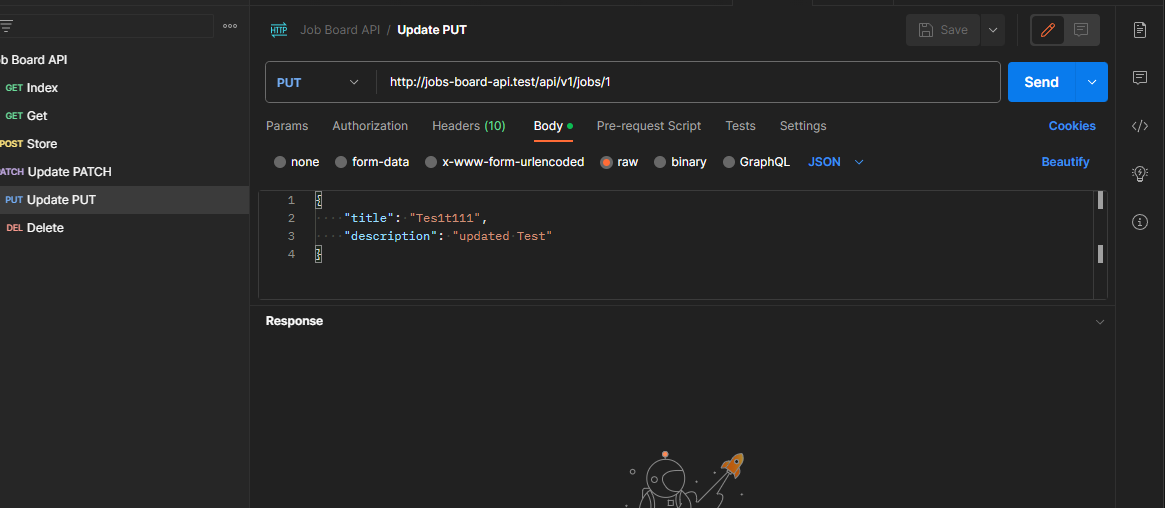 HTTP Job Board API / Update PUT
Save
ob Board API
GET Index
GET Get
POST Store
ATCH Update PATCH
PUT Update PUT
DEL Delete
PUT http://jobs-board-api.test/api/v1/jobs/1 Send
Params Authorization Headers (10) Body Pre-request Script Tests Settings Cookies
none form-data x-www-form-urlencoded raw binary GraphQL JSON Beautify
1 {
2 "title": "Tes1t111",
3 "description": "updated Test"
4 }
Response